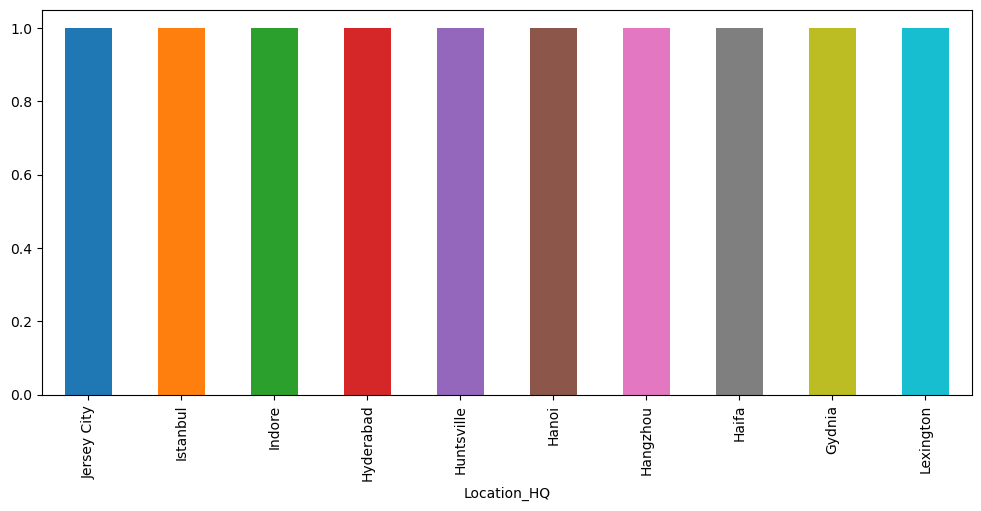 1.0
0.8
0.6
0.4
0.2
0.0
Jersey City
Istanbul
Indore
Hyderabad
Huntsville
Hanoi
Hangzhou
Haifa
Gydnia
Lexington
Location_HQ